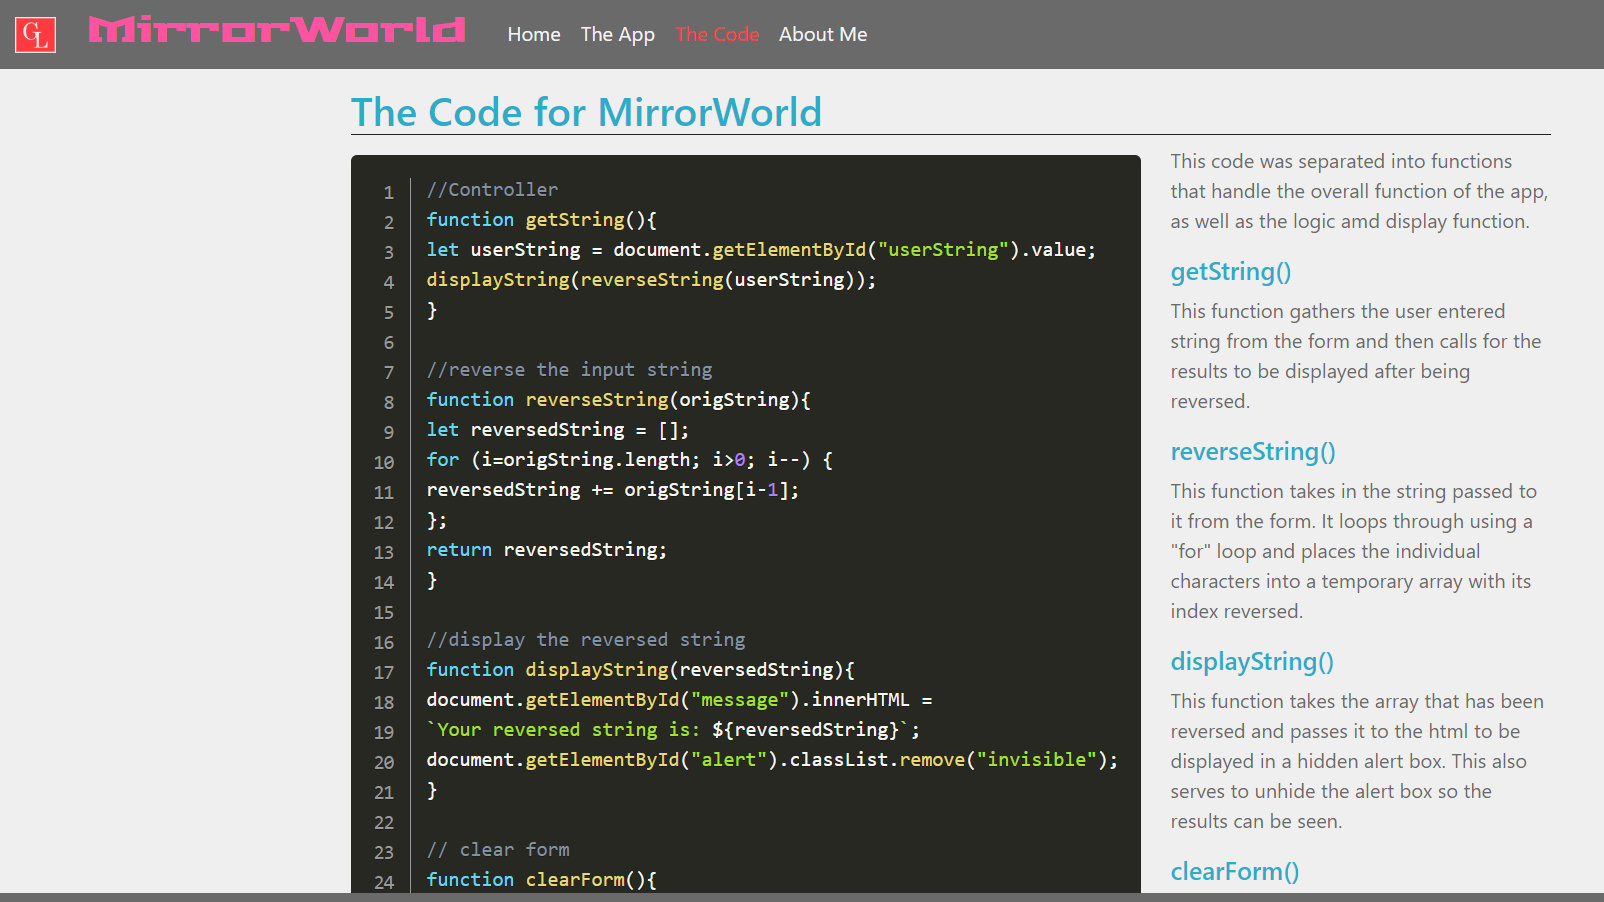 GL MirrorWorld Home The App The Code About Me
The Code for MirrorWorld
1 //Controller
2 function getString(){
3 let userString = document.getElementById("userString").value;
4 displayString(reverseString(userString));
5 }
6
7 //reverse the input string
8 function reverseString(origString){
9 let reversedString = [];
10 for (i=origString.length; i>0; i--) {
11 reversedString += origString[i-1];
12 };
13 return reversedString;
14 }
15
16 //display the reversed string
17 function displayString(reversedString){
18 document.getElementById("message").innerHTML =
19 `Your reversed string is: ${reversedString}`;
20 document.getElementById("alert").classList.remove("invisible");
21 }
22
23 // clear form
24 function clearForm(){
This code was separated into functions
that handle the overall function of the app,
as well as the logic amd display function.
getString()
This function gathers the user entered
string from the form and then calls for the
results to be displayed after being
reversed.
reverseString()
This function takes in the string passed to
it from the form. It loops through using a
"for" loop and places the individual
characters into a temporary array with its
index reversed.
displayString()
This function takes the array that has been
reversed and passes it to the html to be
displayed in a hidden alert box. This also
serves to unhide the alert box so the
results can be seen.
clearForm()